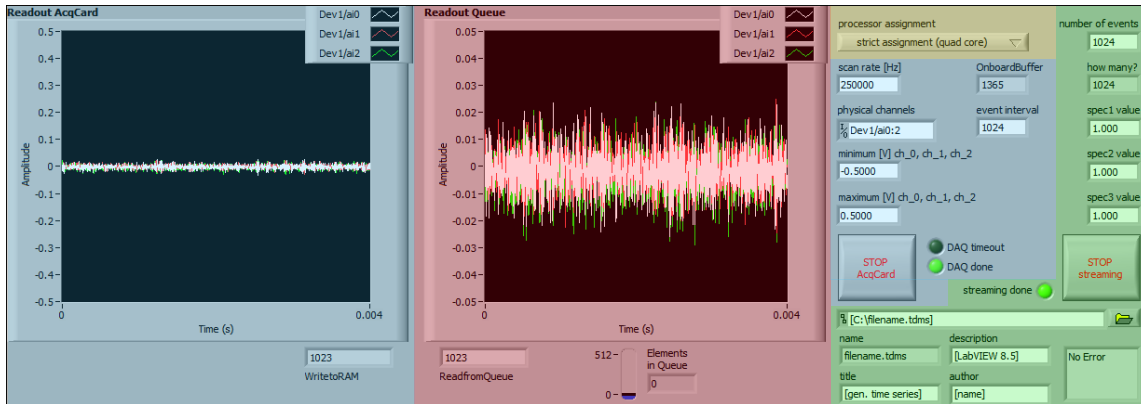 Readout AcqCard
Dev1/ai0
Dev1/ai1
Dev1/ai2
0.5
0.4
0.3
0.2
0.1
0
-0.1
-0.2
-0.3
-0.4
-0.5
Amplitude
0
0.004
Time (s)
1023
WritetoRAM
Readout Queue
Dev1/ai0
Dev1/ai1
Dev1/ai2
0.05
0.04
0.03
0.02
0.01
0
-0.01
-0.02
-0.03
-0.04
-0.05
Amplitude
0
0.004
Time (s)
1023
ReadfromQueue
512
0
Elements
in Queue
0
processor assignment
strict assignment (quad core)
scan rate [Hz]
250000
OnboardBuffer
1365
physical channels
Dev1/ai0:2
event interval
1024
minimum [V] ch_0, ch_1, ch_2
-0.5000
maximum [V] ch_0, ch_1, ch_2
0.5000
STOP
AcqCard
DAQ timeout
DAQ done
streaming done
number of events
1024
how many?
1024
spec1 value
1.000
spec2 value
1.000
spec3 value
1.000
STOP
streaming
[C:\filename.tdms]
name
filename.tdms
description
[LabVIEW 8.5]
title
[gen. time series]
author
[name]
No Error